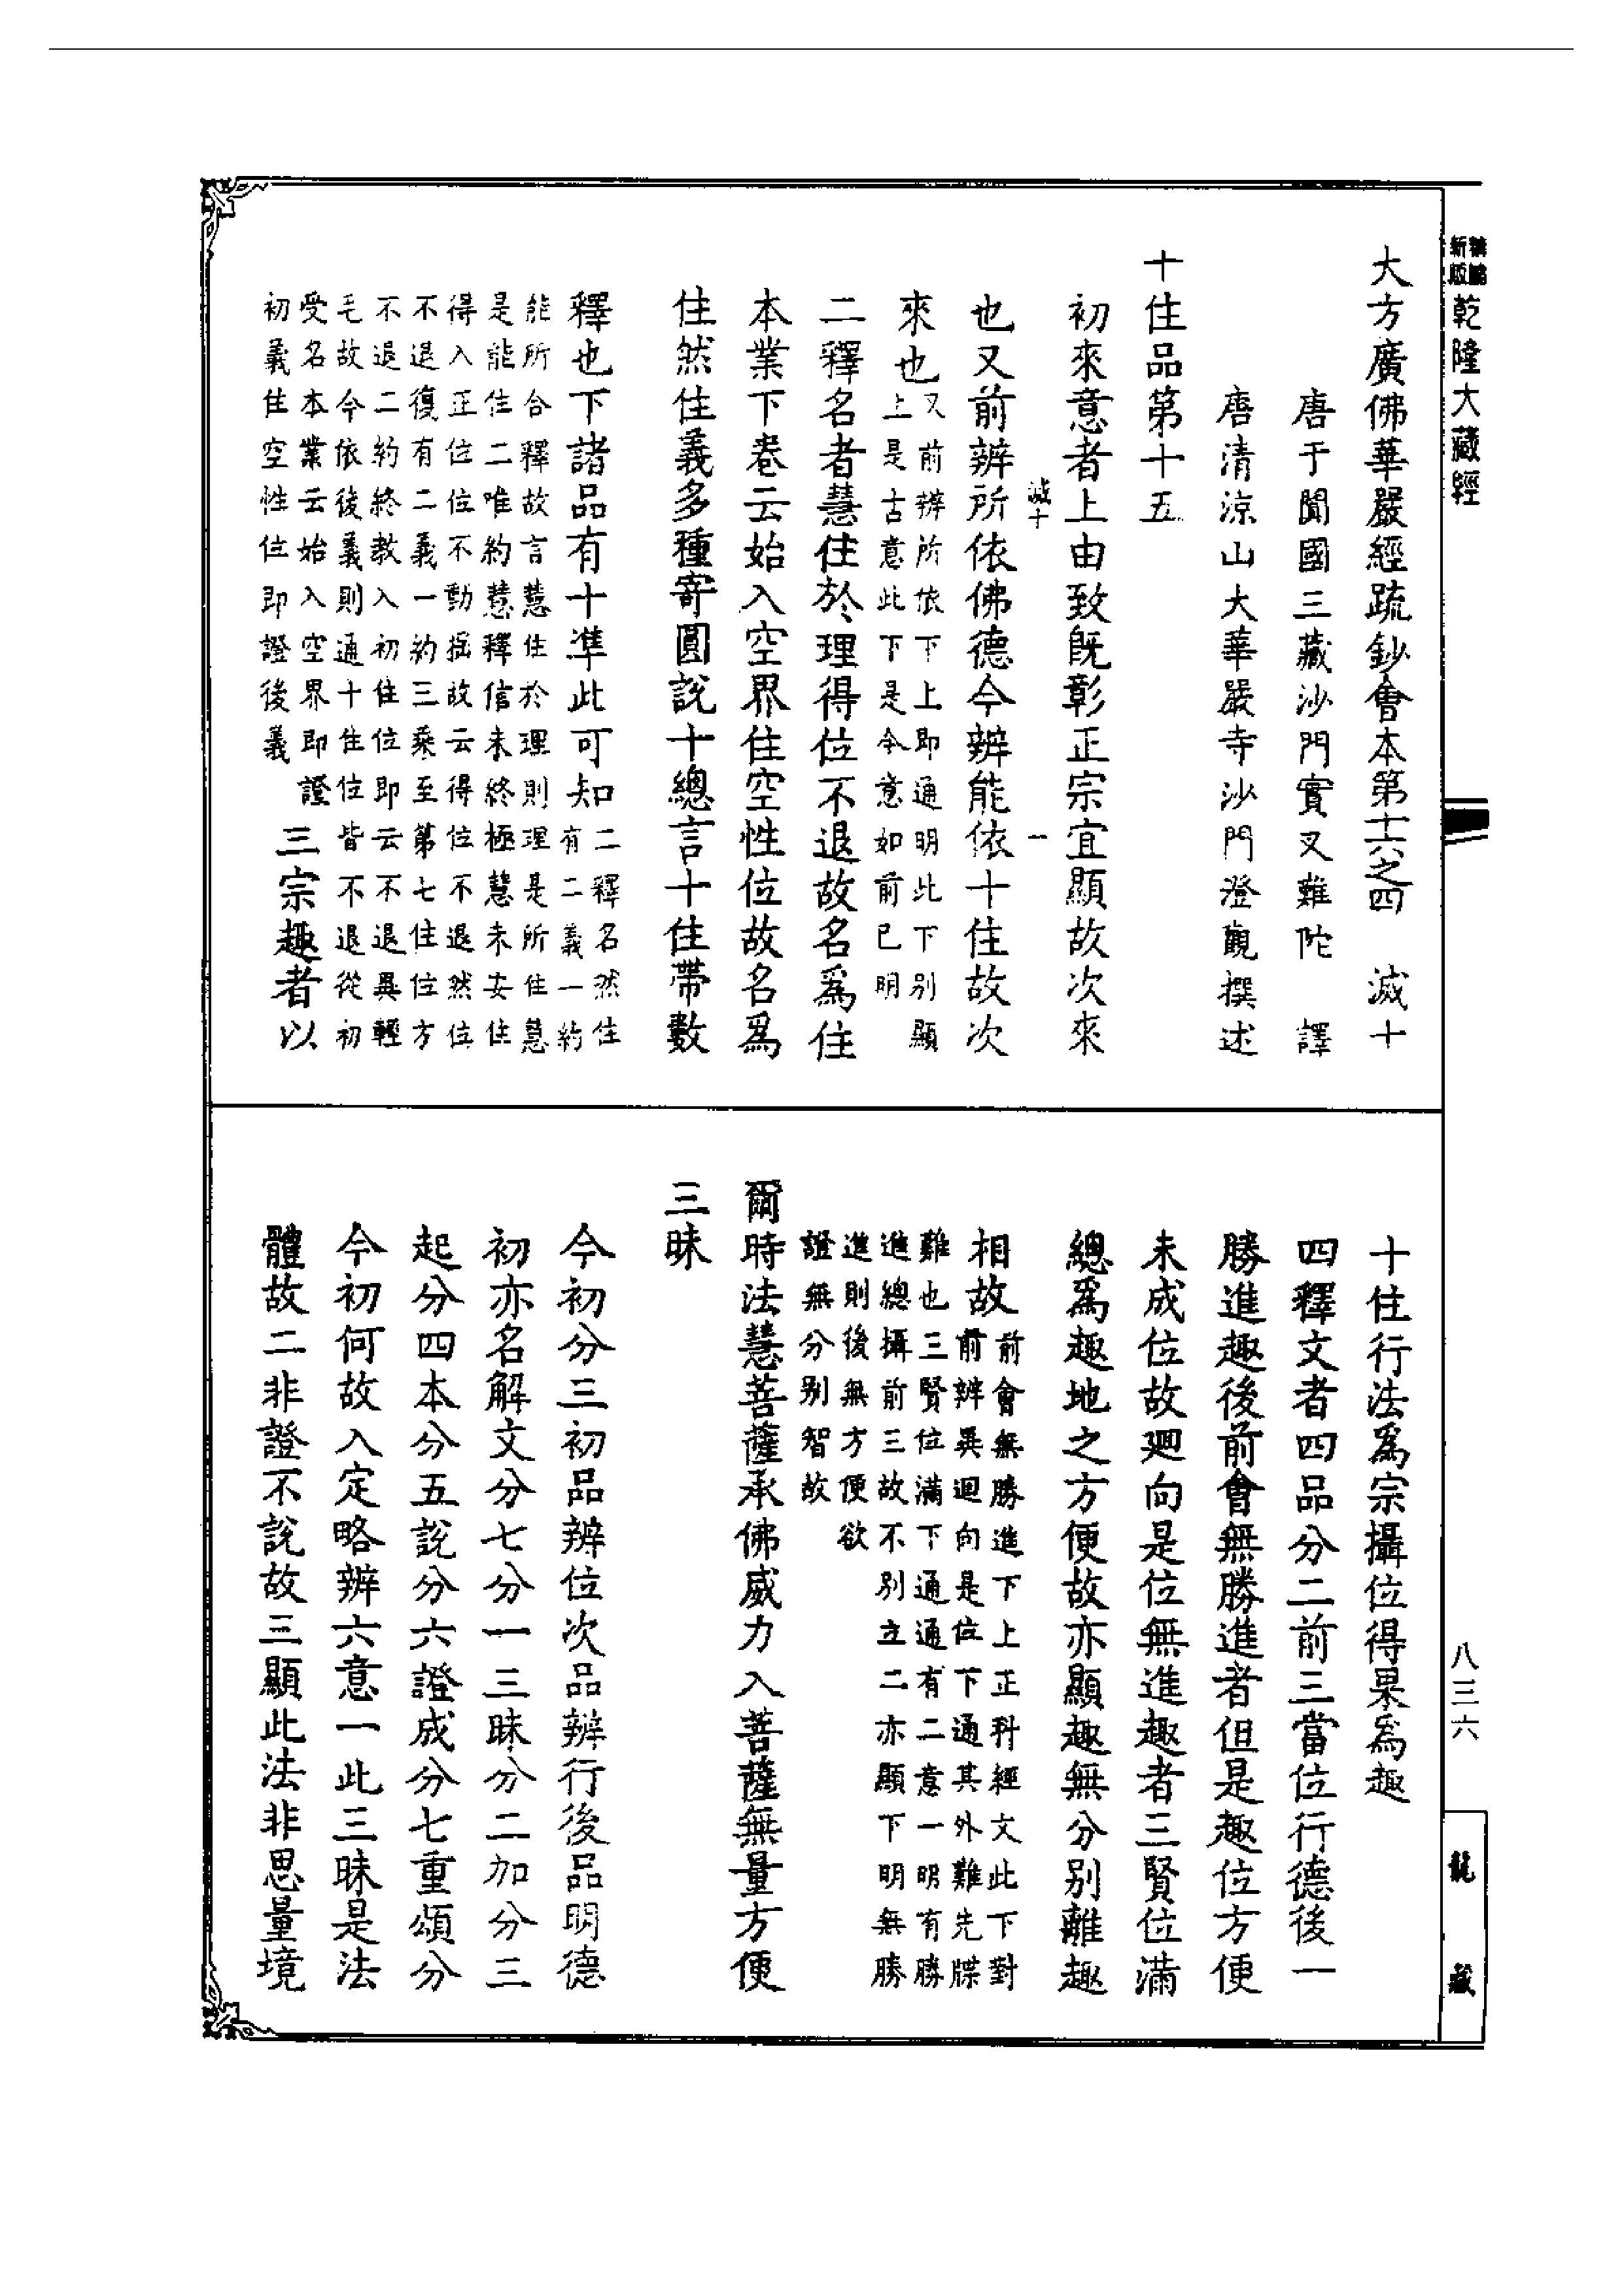 新版
乾隆大藏經
大方廣佛華嚴經疏鈔會本第十六之四　滅十
唐于闐國三藏沙門實叉難陀　譯
唐清涼山大華嚴寺沙門澄觀撰述
十住品第十五
初來意者上由致既彰正宗宜顯故次來
滅十　一
也又前辨所依佛德今辨能依十住故次
來也
又前辨所依下上即通明此下別顯
上是古意此下是今意如前已明
二釋名者慧住於理得位不退故名爲住
本業下卷云始入空界住空性位故名爲
住然住義多種寄圓說十總言十住帶數
釋也下諸品有十準此可知
二釋名然住
有二義一約
能所合釋故言慧住於理則理是所住慧
是能住二唯約慧釋信未終極慧未安住
得入正位位不動搖故云得位不退然位
不退復有二義一約三乘至第七住位方
不退二約終教入初住位即云不退異輕
毛故今依後義則通十住位皆不退從初
受名本業云始入空界即證
初義住空性位即證後義
三宗趣者以
十住行法爲宗攝位得果爲趣
四釋文者四品分二前三當位行德後一
勝進趣後前會無勝進者但是趣位方便
未成位故廻向是位無進趣者三賢位滿
總爲趣地之方便故亦顯趣無分別離趣
相故
前會無勝進下上正科經文此下對
前辨異迴向是位下通其外難先牒
難也三賢位滿下通通有二意一明有勝
進總攝前三故不別立二亦顯下明無勝
進則後無方便欲
證無分別智故
爾時法慧菩薩承佛威力入菩薩無量方便
三昧
今初分三初品辨位次品辨行後品明德
初亦名解文分七分一三昧分二加分三
起分四本分五說分六證成分七重頌分
今初何故入定略辨六意一此三昧是法
體故二非證不說故三顯此法非思量境
八三六
龍藏